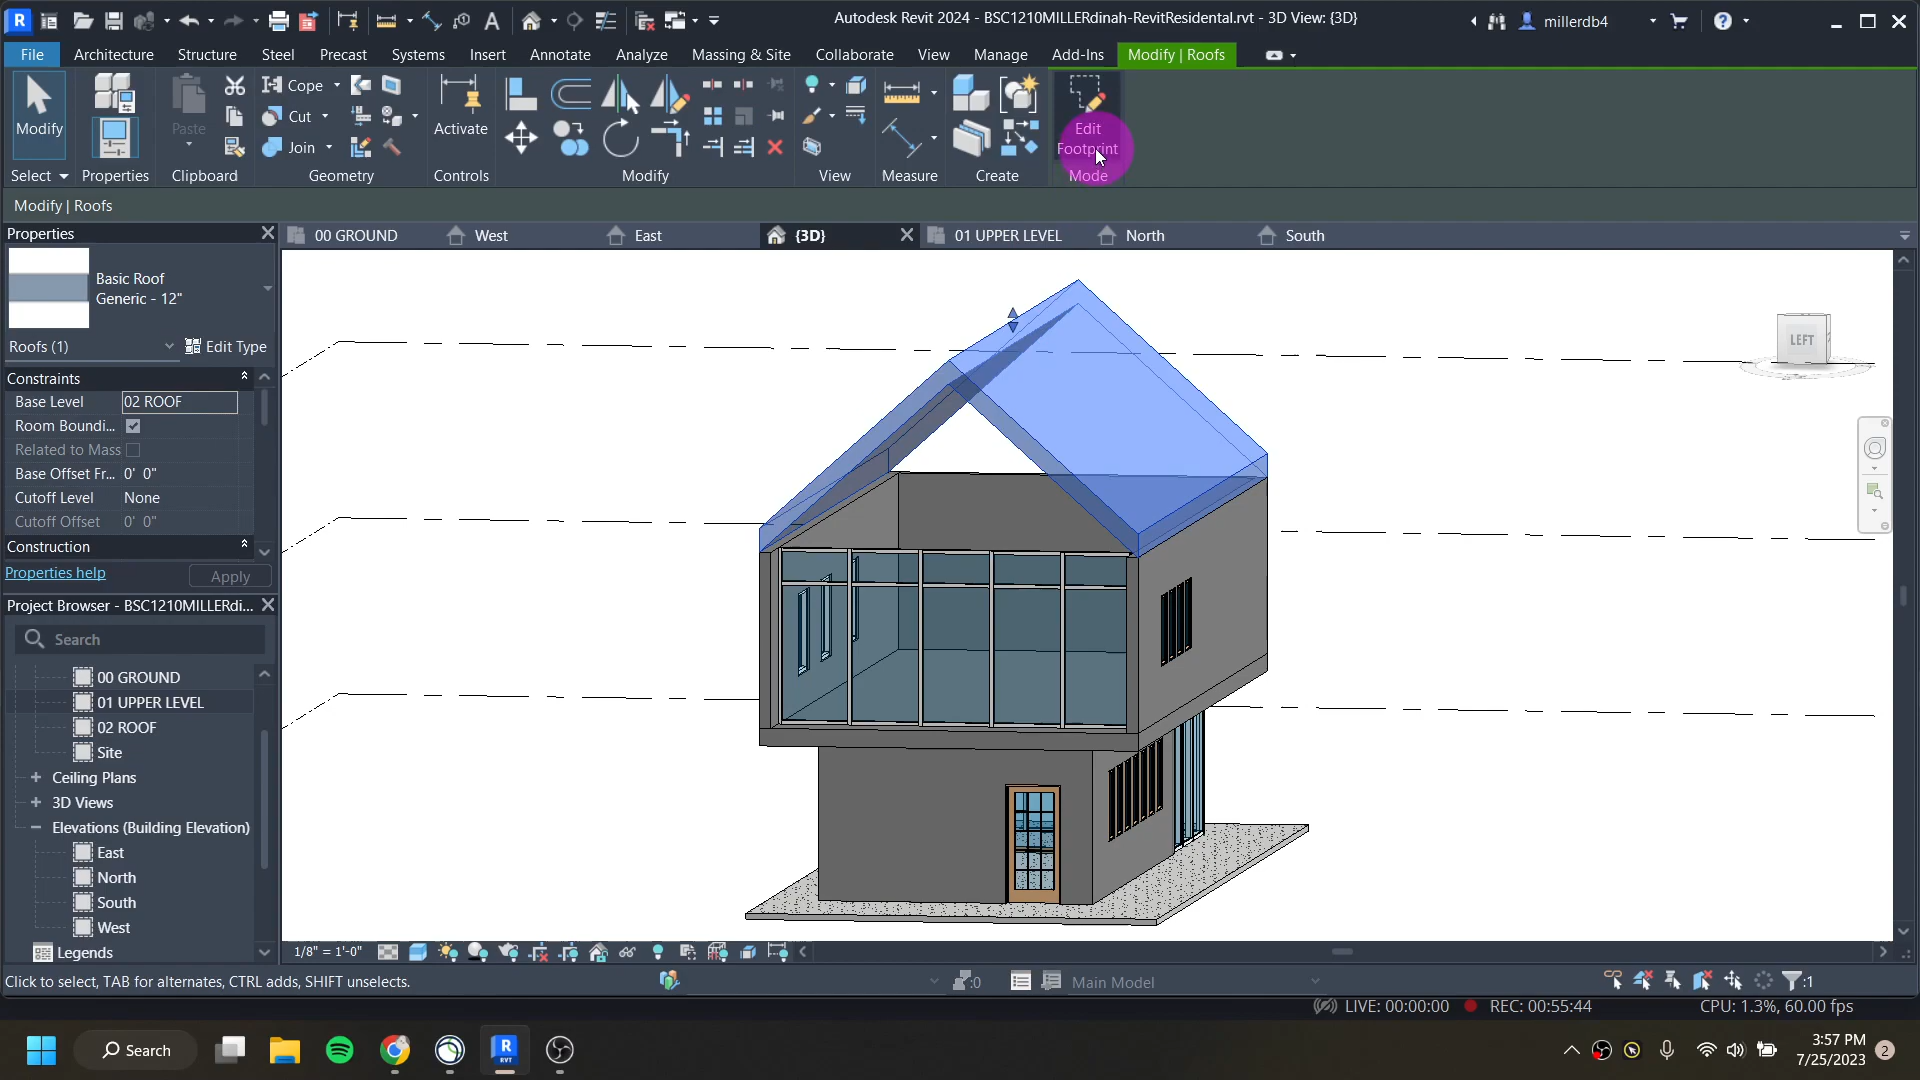 R
Autodesk Revit 2024 - BSC1210MILLERdinah-RevitResidental.rvt - 3D View: {3D}
millerdb4
File
Architecture
Structure
Steel
Precast
Systems
Insert
Annotate
Analyze
Massing & Site
Collaborate
View
Manage
Add-Ins
Modify | Roofs
Modify
Select
Properties
Paste
Clipboard
Cope
Cut
Join
Geometry
Activate
Controls
Modify
View
Measure
Create
Edit
Footprint
Mode
Modify | Roofs
Properties
00 GROUND
West
East
{3D}
01 UPPER LEVEL
North
South
Basic Roof
Generic - 12"
Roofs (1)
Edit Type
Constraints
Base Level
02 ROOF
Room Boundi...
Related to Mass
Base Offset Fr...
0' 0"
Cutoff Level
None
Cutoff Offset
0' 0"
Construction
Properties help
Apply
LEFT
Project Browser - BSC1210MILLERdi...
Search
00 GROUND
01 UPPER LEVEL
02 ROOF
Site
Ceiling Plans
3D Views
Elevations (Building Elevation)
East
North
South
West
Legends
1/8" = 1'-0"
Click to select, TAB for alternates, CTRL adds, SHIFT unselects.
:0
Main Model
:1
LIVE: 00:00:00
REC: 00:55:44
CPU: 1.3%, 60.00 fps
Search
R
RVT
3:57 PM
7/25/2023
2